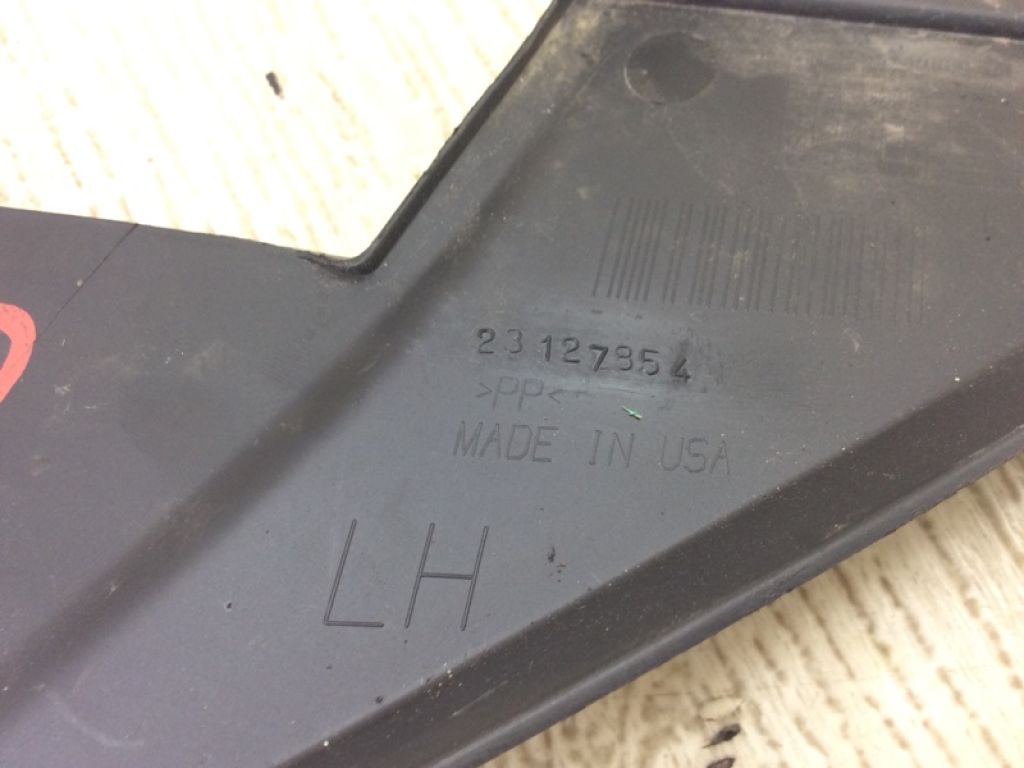 23127854
>PP<
MADE IN USA
LH